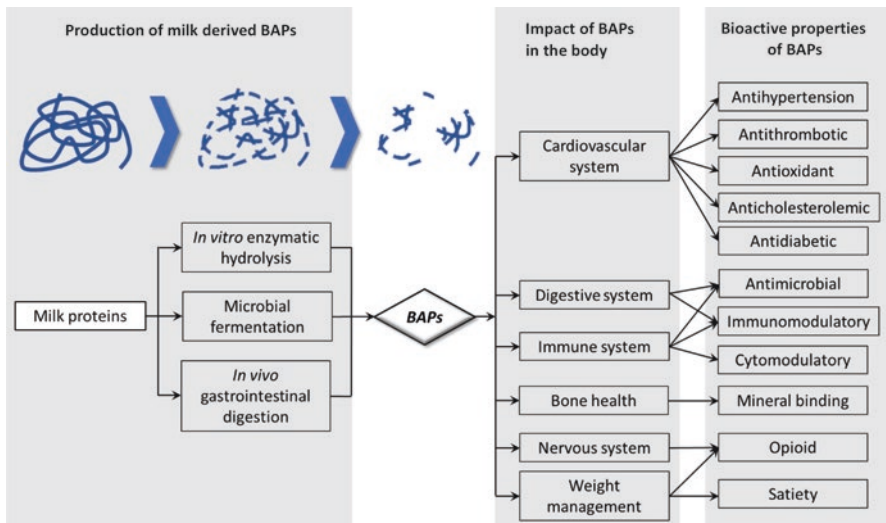 Production of milk derived BAPs
Impact of BAPs
in the body
Bioactive properties
of BAPs
Milk proteins
In vitro enzymatic
hydrolysis
Microbial
fermentation
In vivo
gastrointestinal
digestion
BAPs
Cardiovascular
system
Digestive system
Immune system
Bone health
Nervous system
Weight
management
Antihypertension
Antithrombotic
Antioxidant
Anticholesterolemic
Antidiabetic
Antimicrobial
Immunomodulatory
Cytomodulatory
Mineral binding
Opioid
Satiety